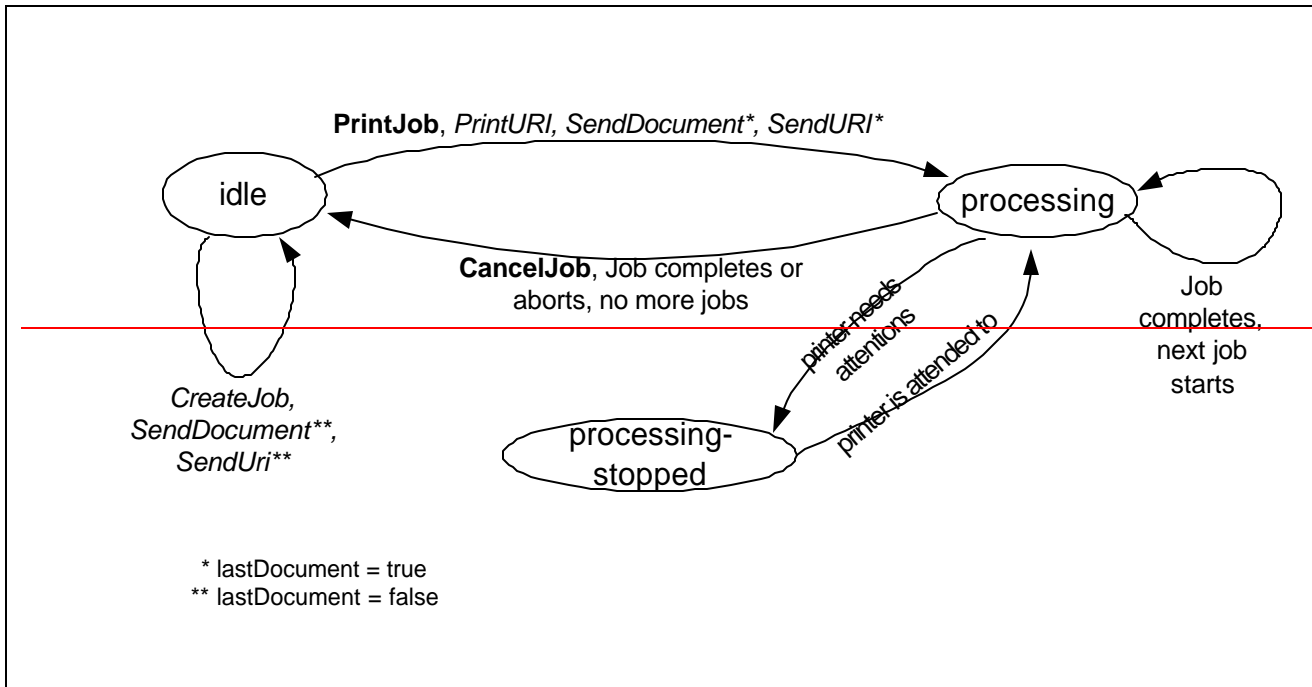 PrintJob, PrintURI, SendDocument*, SendURI*
idle
processing
CancelJob, Job completes or
aborts, no more jobs
printer needs
attentions
printer is attended to
Job
completes,
next job
starts
CreateJob,
SendDocument**,
SendUri**
processing-
stopped
* lastDocument = true
** lastDocument = false